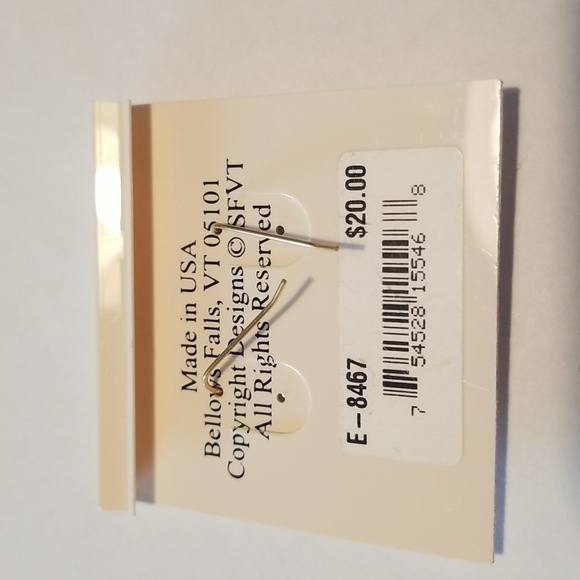 Made in USA
Bellows Falls, VT 05101
Copyright Designs © SFVT
All Rights Reserved
E-8467 $20.00
7 54528 15546 8